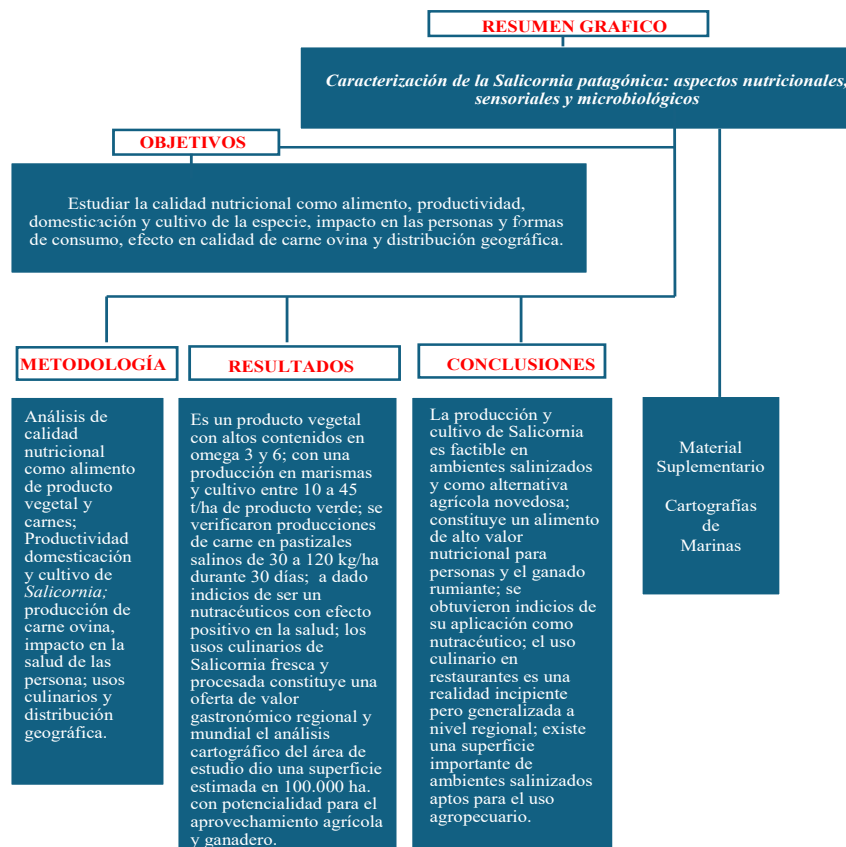 RESUMEN GRAFICO
Caracterización de la Salicornia patagónica: aspectos nutricionales,
sensoriales y microbiológicos
OBJETIVOS
Estudiar la calidad nutricional como alimento, productividad,
domesticación y cultivo de la especie, impacto en las personas y formas
de consumo, efecto en calidad de carne ovina y distribución geográfica.
METODOLOGÍA
Análisis de
calidad
nutricional
como alimento
de producto
vegetal y
carnes;
Productividad
domesticación
y cultivo de
Salicornia;
producción de
carne ovina,
impacto en la
salud de las
persona; usos
culinarios y
distribución
geográfica.
RESULTADOS
Es un producto vegetal
con altos contenidos en
omega 3 y 6; con una
producción en marismas
y cultivo entre 10 a 45
t/ha de producto verde; se
verificaron producciones
de carne en pastizales
salinos de 30 a 120 kg/ha
durante 30 días; a dado
indicios de ser un
nutracéuticos con efecto
positivo en la salud; los
usos culinarios de
Salicornia fresca y
procesada constituye una
oferta de valor
gastronómico regional y
mundial el análisis
cartográfico del área de
estudio dio una superficie
estimada en 100.000 ha.
con potencialidad para el
aprovechamiento agrícola
y ganadero.
CONCLUSIONES
La producción y
cultivo de Salicornia
es factible en
ambientes salinizados
y como alternativa
agrícola novedosa;
constituye un alimento
de alto valor
nutricional para
personas y el ganado
rumiante; se
obtuvieron indicios de
su aplicación como
nutracéutico; el uso
culinario en
restaurantes es una
realidad incipiente
pero generalizada a
nivel regional; existe
una superficie
importante de
ambientes salinizados
aptos para el uso
agropecuario.
Material
Suplementario
Cartografías
de
Marinas